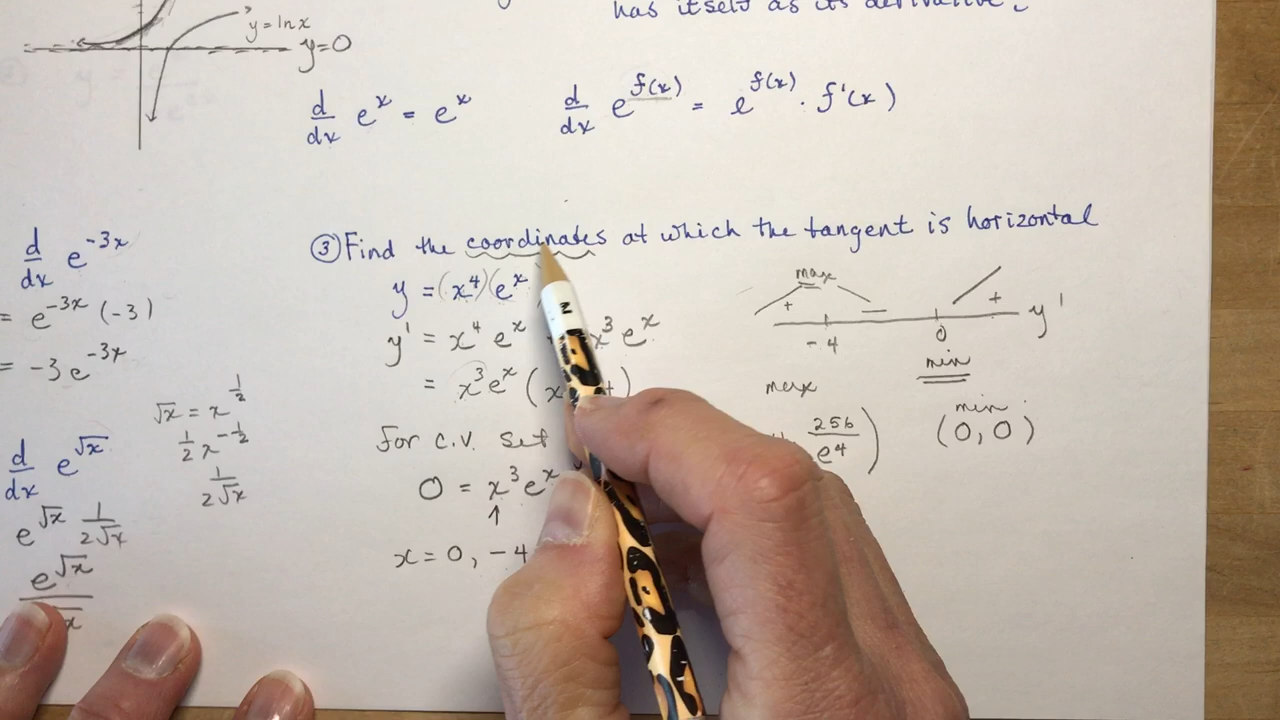 has itself as its derivative.
y = ln x
y = 0
d/dx e^x = e^x
d/dx e^{f(x)} = e^{f(x)} · f'(x)
d/dx e^{-3x}
= e^{-3x} (-3)
= -3e^{-3x}
√x = x^{1/2}
1/2 x^{-1/2}
1/(2√x)
d/dx e^{√x}
e^{√x} 1/(2√x)
e^{√x}
③ Find the coordinates at which the tangent is horizontal
y = (x^4)(e^x
y' = x^4 e^x x^3 e^x
= x^3 e^x (x
For c.v. set
0 = x^3 e^x
↑
x = 0, -4
max
+ − + y'
-4 0
min
max
256/e^4)
min
(0, 0)